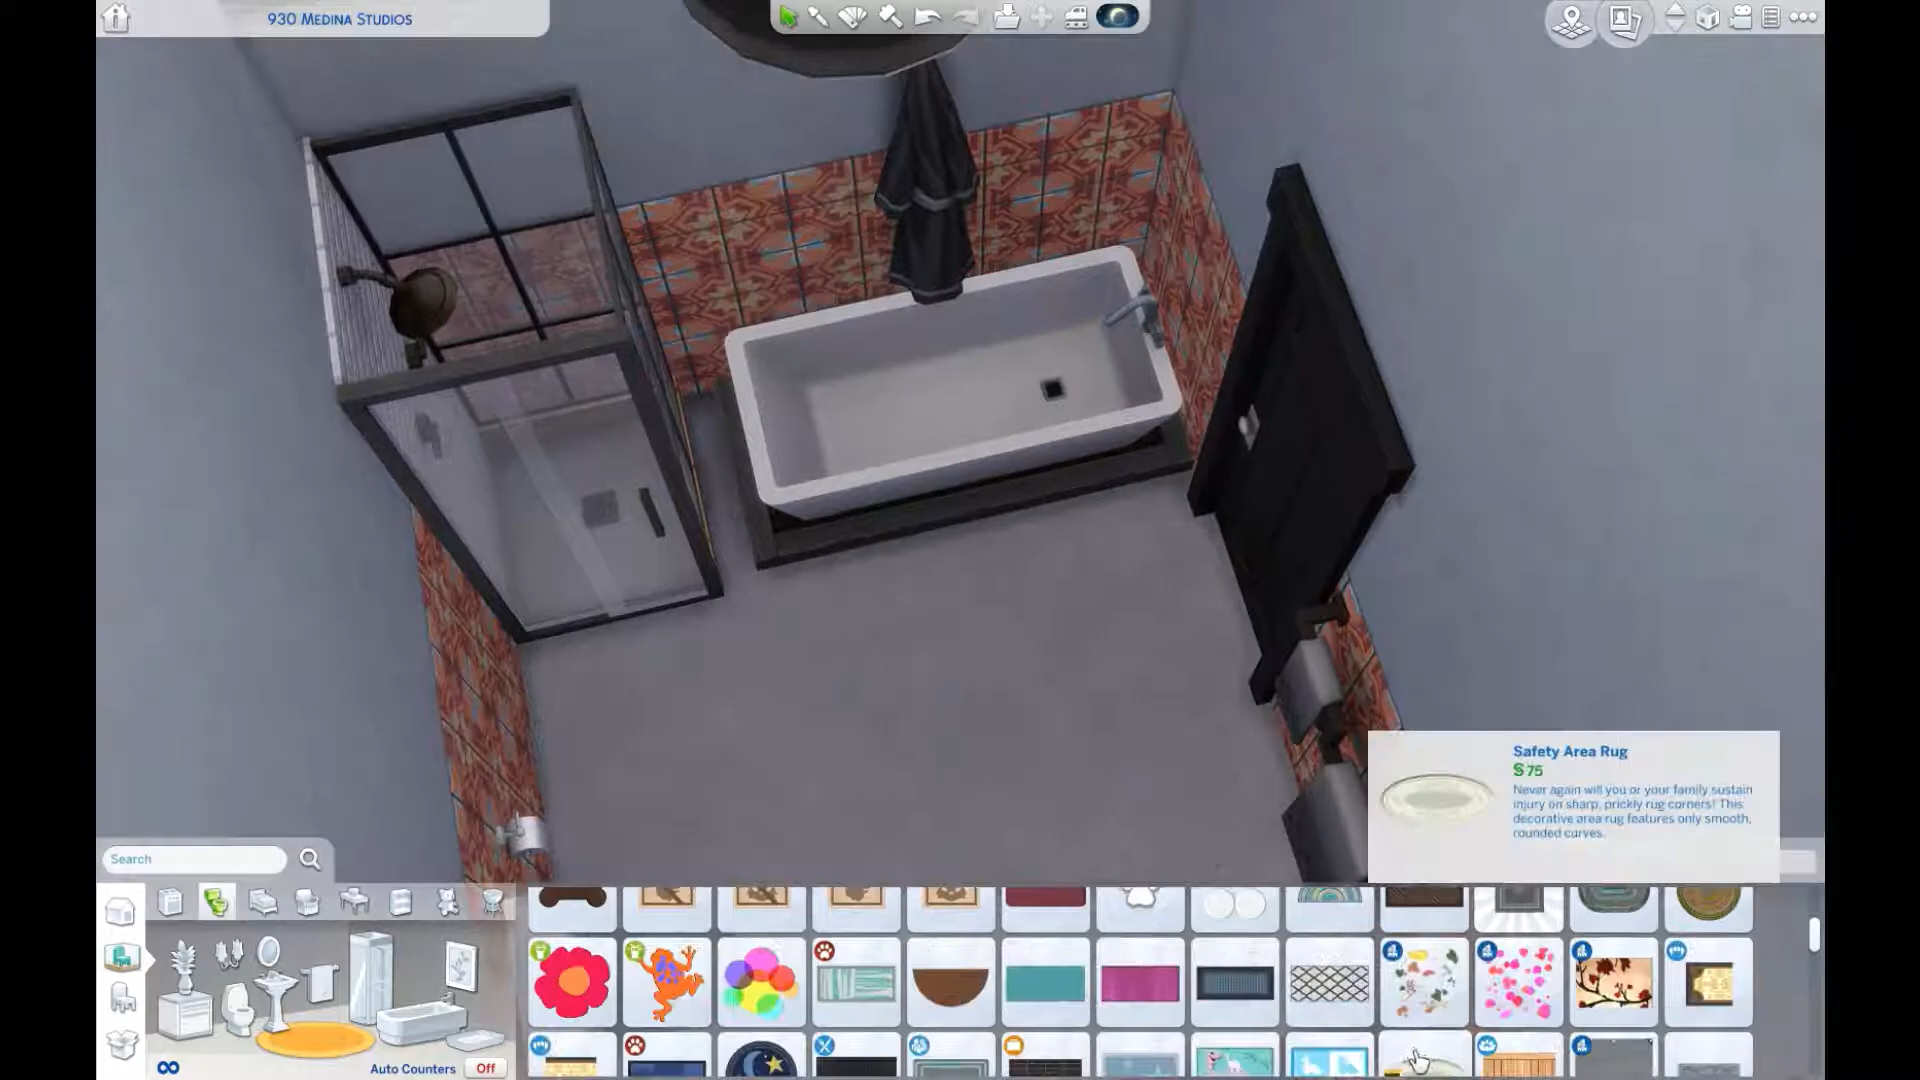 930 MEDINA STUDIOS
Safety Area Rug
§75
Never again will you or your family sustain
injury on sharp, prickly rug corners! This
decorative area rug features only smooth,
rounded curves.
Search
Auto Counters
Off